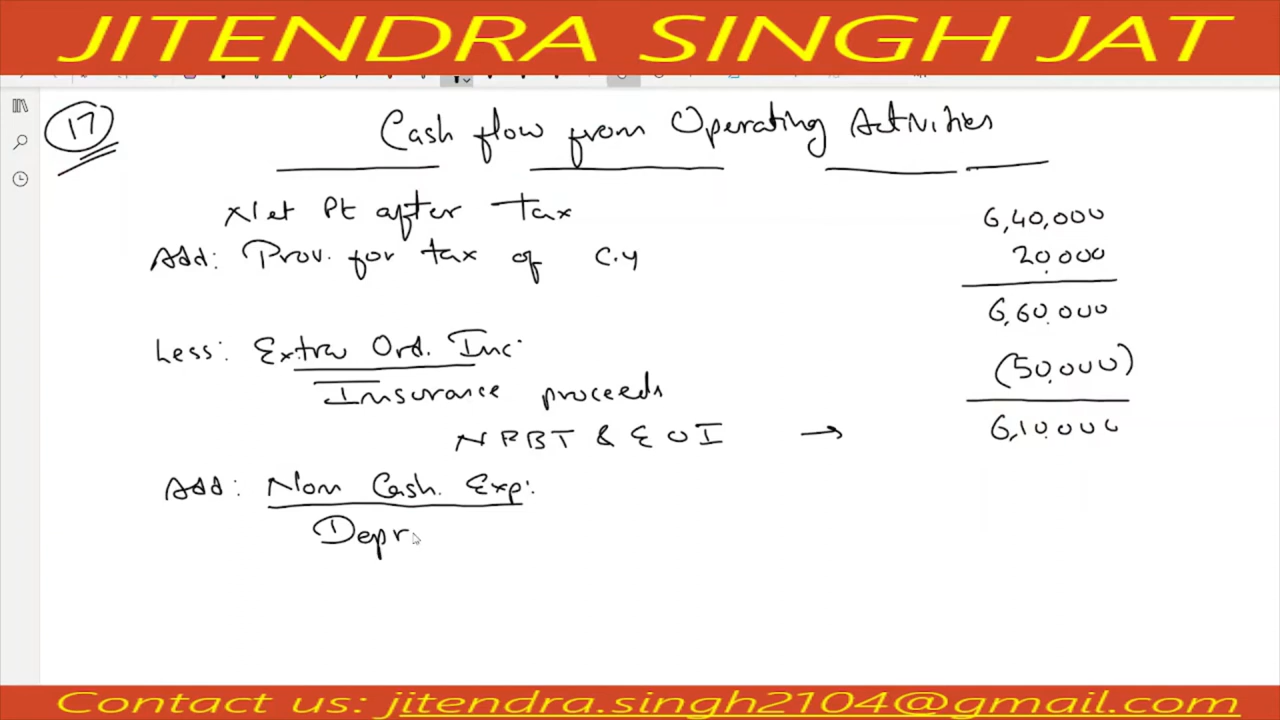 JITENDRA SINGH JAT
17 Cash flow from Operating Activities
Net Pt after Tax 6,40,000
Add: Prov. for tax of C.Y 20,000
6,60,000
Less: Extra Ord. Inc.
Insurance proceeds (50,000)
NPBT & EOI → 6,10,000
Add: Non Cash Exp.
Depr
Contact us: jitendra.singh2104@gmail.com